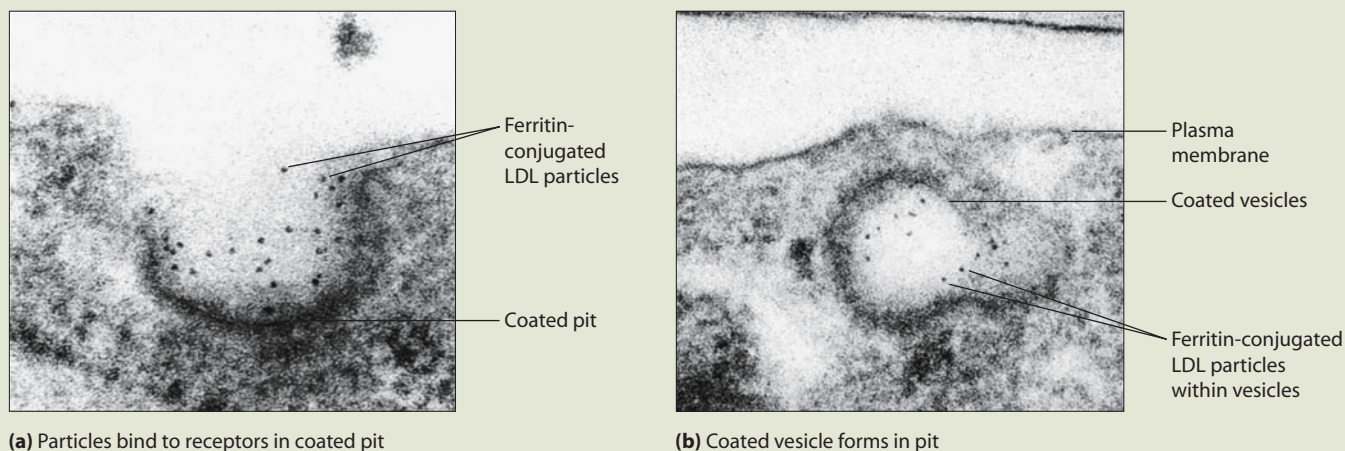 Ferritin-
conjugated
LDL particles
Coated pit
(a) Particles bind to receptors in coated pit
Plasma
membrane
Coated vesicles
Ferritin-conjugated
LDL particles
within vesicles
(b) Coated vesicle forms in pit